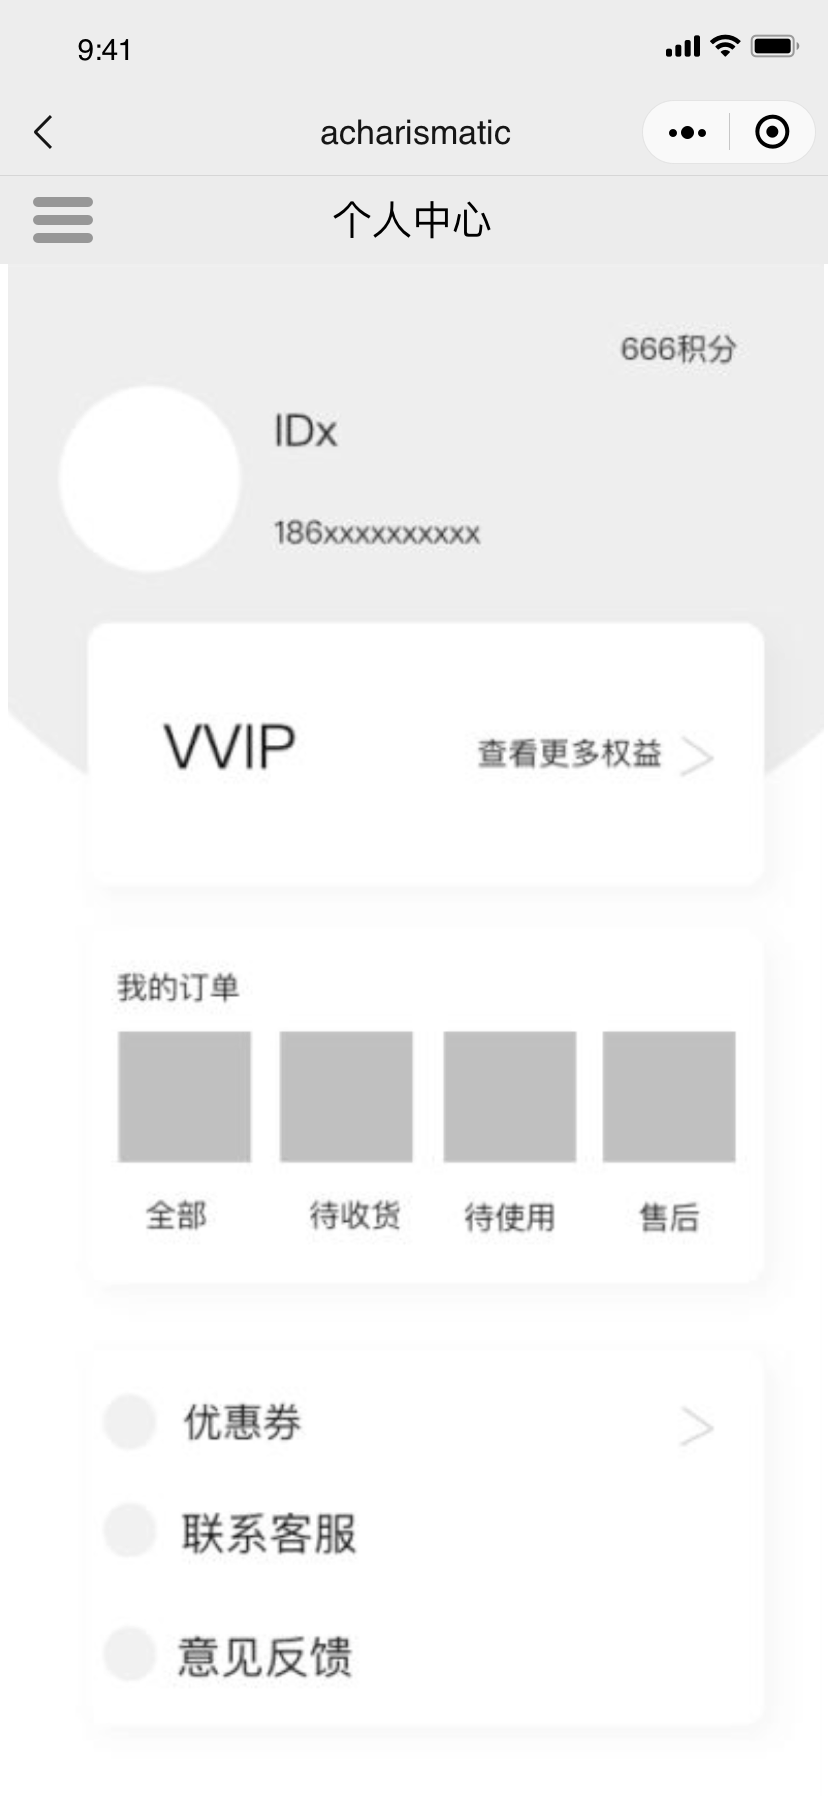 9:41
acharismatic
个人中心
666积分
IDx
186xxxxxxxxxx
VVIP
查看更多权益
我的订单
全部 待收货 待使用 售后
优惠券
联系客服
意见反馈